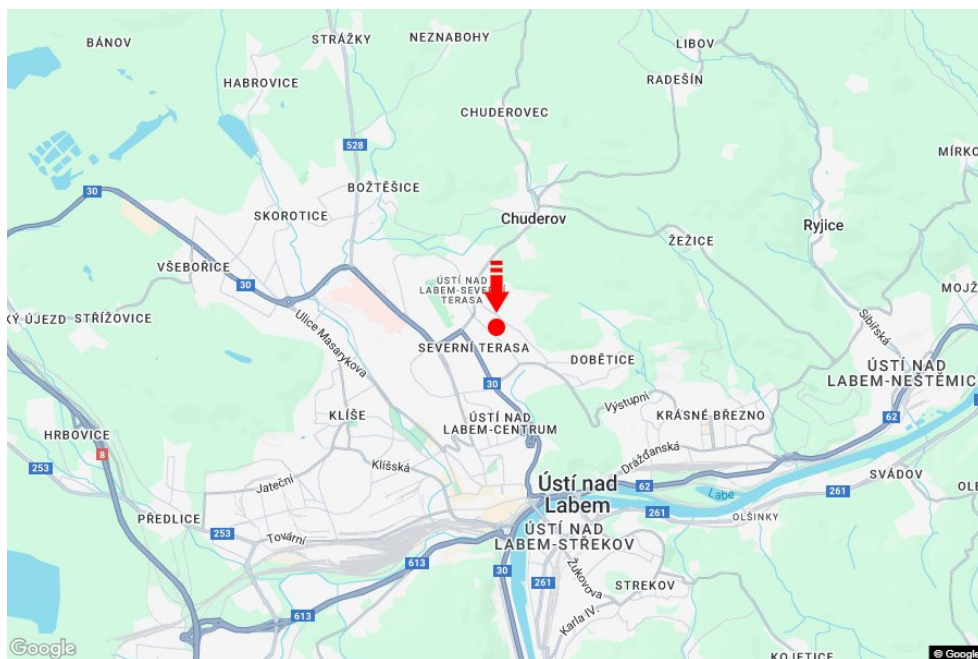 BÁNOV
STRÁŽKY
NEZNABOHY
LIBOV
HABROVICE
RADEŠÍN
CHUDEROVEC
528
MÍRKO
30
BOŽTĚŠICE
SKOROTICE
Chuderov
Ryjice
ŽEŽICE
VŠEBOŘICE
30
ÚSTÍ NAD
LABEM-SEVERNÍ
TERASA
MOJŽ
KÝ ÚJEZD
STŘÍŽOVICE
Ulice Masarykova
Sibiřská
SEVERNÍ TERASA
DOBĚTICE
ÚSTÍ NAD
LABEM-NEŠTĚMIC
30
Výstupní
KLÍŠE
ÚSTÍ NAD
LABEM-CENTRUM
KRÁSNÉ BŘEZNO
62
HRBOVICE
8
253
Klíšská
Drážďanská
SVÁDOV
Jateční
Ústí nad
Labem
62
Labe
261
OLŠ
PŘEDLICE
253
Tovární
261
OLŠINKY
ÚSTÍ NAD
LABEM-STŘEKOV
613
30
261
Žukovova
STREKOV
613
Karla IV.
KOJETICE
Google
© Google